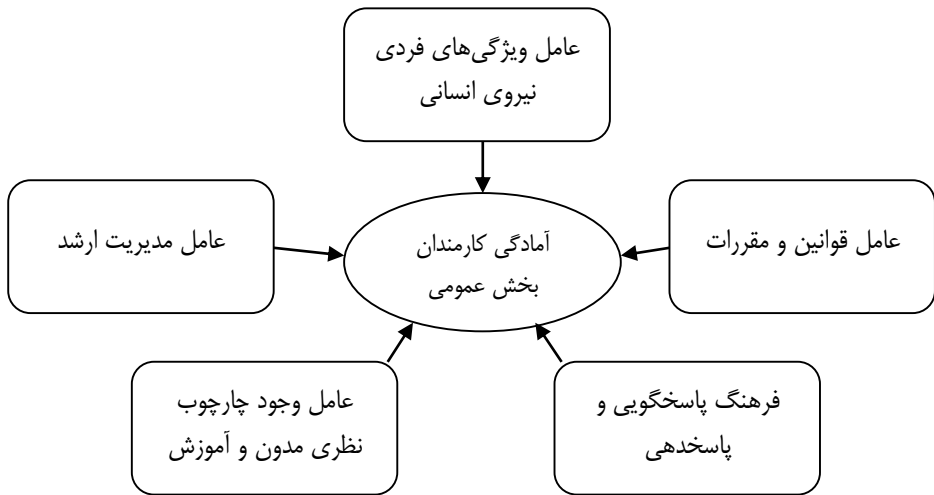 عامل ویژگی‌های فردی
نیروی انسانی
عامل قوانین و مقررات
آمادگی کارمندان
بخش عمومی
عامل مدیریت ارشد
فرهنگ پاسخگویی و
پاسخدهی
عامل وجود چارچوب
نظری مدون و آموزش